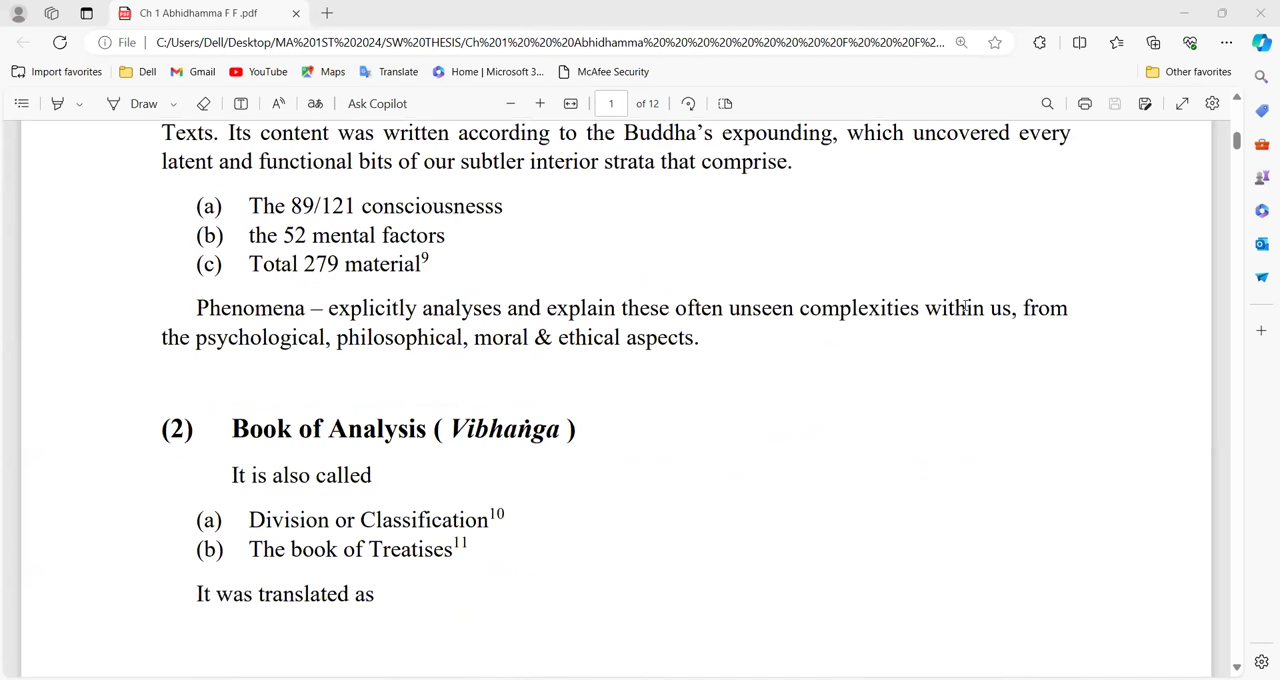 Ch 1 Abhidhamma F F .pdf
File
C:/Users/Dell/Desktop/MA%201ST%202024/SW%20THESIS/Ch%201%20%20%20Abhidhamma%20%20%20%20%20%20%20%20%20%20F%20%20%20F%2...
Import favorites
Dell
Gmail
YouTube
Maps
Translate
Home | Microsoft 3...
McAfee Security
Other favorites
Draw
Ask Copilot
1 of 12
Texts. Its content was written according to the Buddha’s expounding, which uncovered every
latent and functional bits of our subtler interior strata that comprise.
(a) The 89/121 consciousnesss
(b) the 52 mental factors
(c) Total 279 material⁹
Phenomena – explicitly analyses and explain these often unseen complexities within us, from
the psychological, philosophical, moral & ethical aspects.
(2) Book of Analysis ( Vibhaṅga )
It is also called
(a) Division or Classification¹⁰
(b) The book of Treatises¹¹
It was translated as